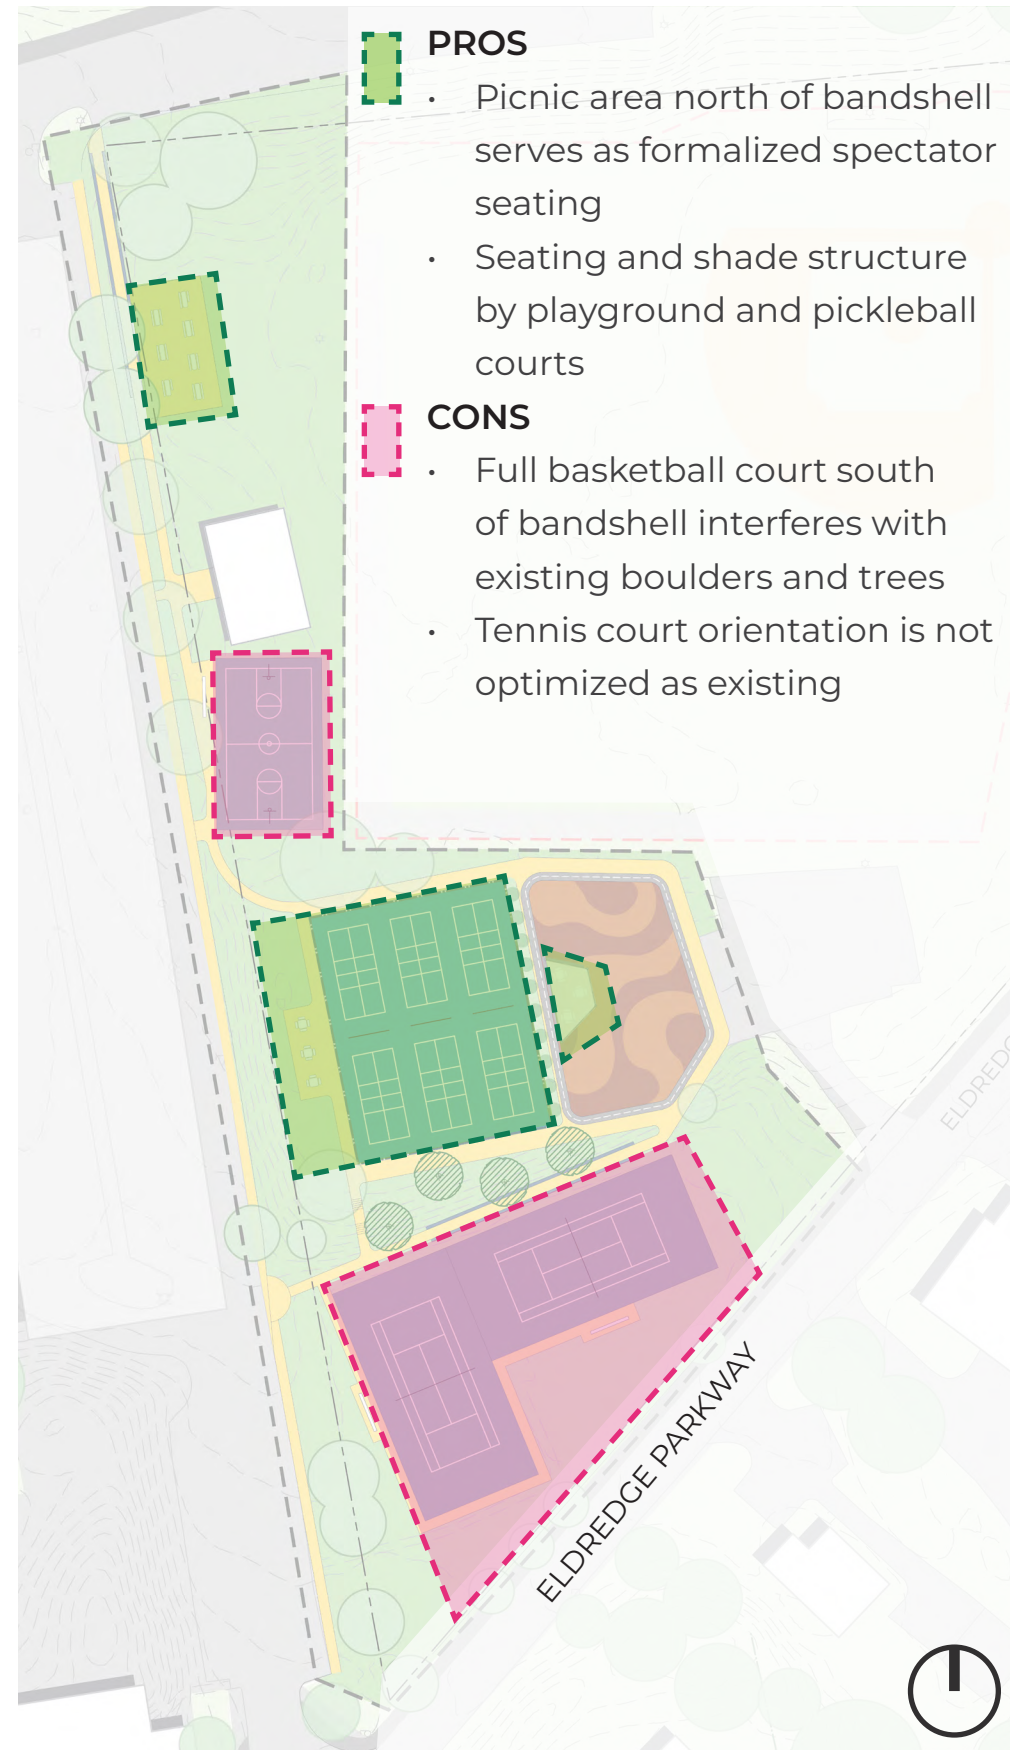 PROS
• Picnic area north of bandshell
serves as formalized spectator
seating
• Seating and shade structure
by playground and pickleball
courts
CONS
• Full basketball court south
of bandshell interferes with
existing boulders and trees
• Tennis court orientation is not
optimized as existing
ELDREDGE PARKWAY